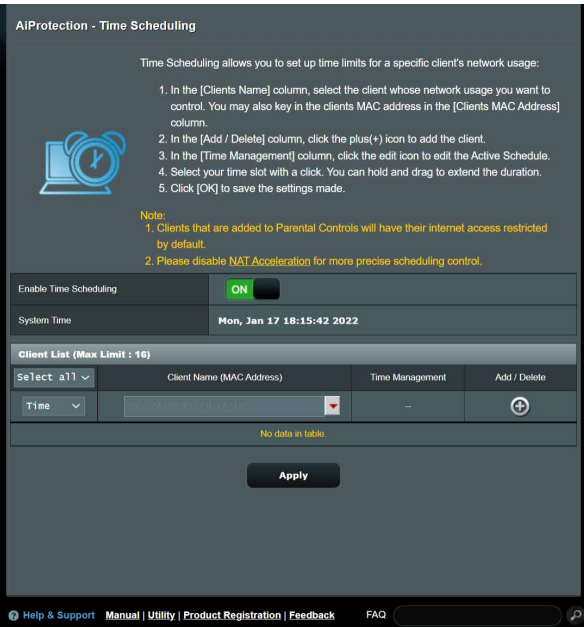 AiProtection - Time Scheduling
Time Scheduling allows you to set up time limits for a specific client's network usage:
1. In the [Clients Name] column, select the client whose network usage you want to
control. You may also key in the clients MAC address in the [Clients MAC Address]
column.
2. In the [Add / Delete] column, click the plus(+) icon to add the client.
3. In the [Time Management] column, click the edit icon to edit the Active Schedule.
4. Select your time slot with a click. You can hold and drag to extend the duration.
5. Click [OK] to save the settings made.
Note:
1. Clients that are added to Parental Controls will have their internet access restricted
by default.
2. Please disable NAT Acceleration for more precise scheduling control.
Enable Time Scheduling ON
System Time Mon, Jan 17 18:15:42 2022
Client List (Max Limit : 16)
Select all Client Name (MAC Address) Time Management Add / Delete
Time --
No data in table.
Apply
Help & Support Manual | Utility | Product Registration | Feedback FAQ